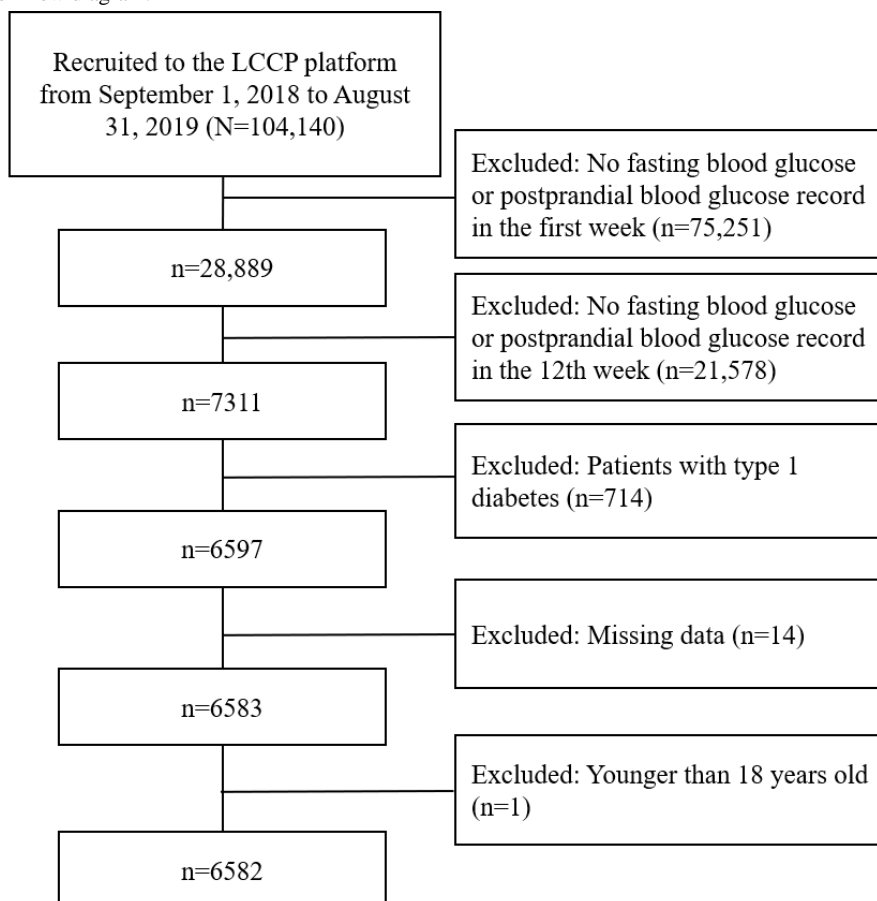 Recruited to the LCCP platform
from September 1, 2018 to August
31, 2019 (N=104,140)
Excluded: No fasting blood glucose
or postprandial blood glucose record
in the first week (n=75,251)
n=28,889
Excluded: No fasting blood glucose
or postprandial blood glucose record
in the 12th week (n=21,578)
n=7311
Excluded: Patients with type 1
diabetes (n=714)
n=6597
Excluded: Missing data (n=14)
n=6583
Excluded: Younger than 18 years old
(n=1)
n=6582